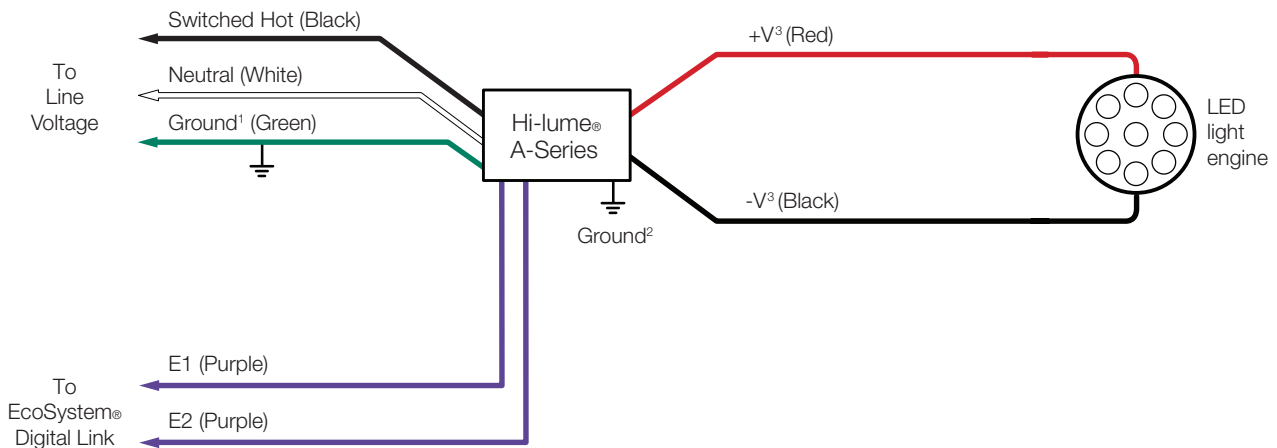 Switched Hot (Black)
To
Line
Voltage
Neutral (White)
Ground¹ (Green)
Hi-lume®
A-Series
Ground²
+V³ (Red)
-V³ (Black)
LED
light
engine
To
EcoSystem®
Digital Link
E1 (Purple)
E2 (Purple)